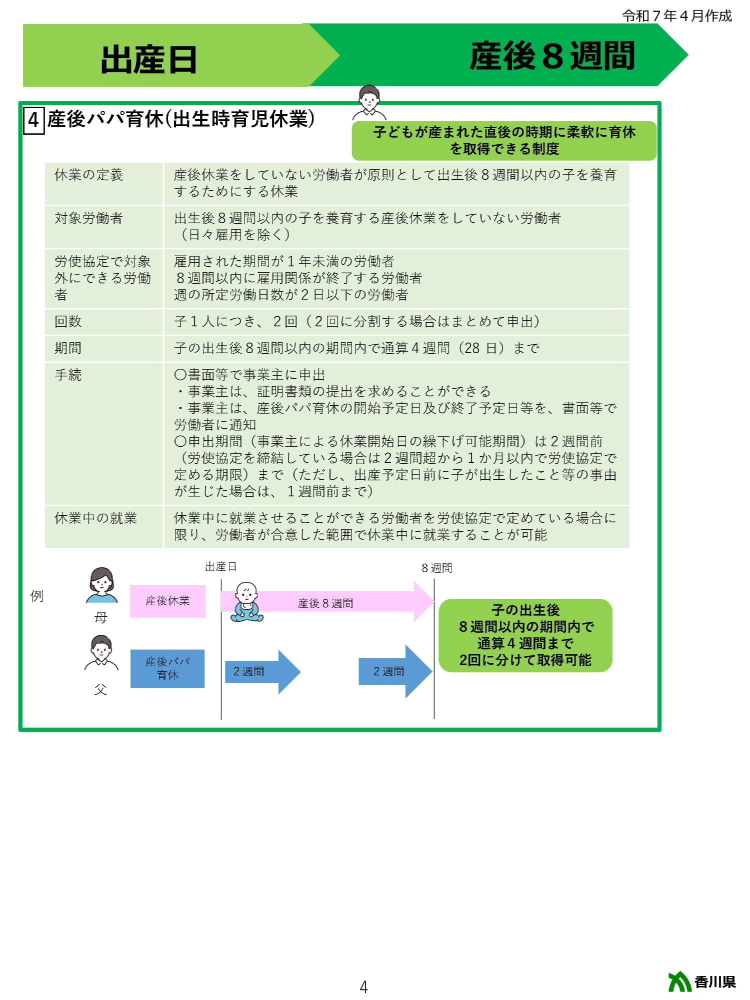 令和７年４月作成
出産日
産後８週間
4 産後パパ育休(出生時育児休業)
子どもが産まれた直後の時期に柔軟に育休
を取得できる制度
休業の定義
産後休業をしていない労働者が原則として出生後８週間以内の子を養育
するためにする休業
対象労働者
出生後８週間以内の子を養育する産後休業をしていない労働者
（日々雇用を除く）
労使協定で対象
外にできる労働
者
雇用された期間が１年未満の労働者
８週間以内に雇用関係が終了する労働者
週の所定労働日数が２日以下の労働者
回数
子１人につき、２回（２回に分割する場合はまとめて申出）
期間
子の出生後８週間以内の期間内で通算４週間（28 日）まで
手続
〇書面等で事業主に申出
・事業主は、証明書類の提出を求めることができる
・事業主は、産後パパ育休の開始予定日及び終了予定日等を、書面等で
労働者に通知
〇申出期間（事業主による休業開始日の繰下げ可能期間）は２週間前
（労使協定を締結している場合は２週間超から１か月以内で労使協定で
定める期限）まで（ただし、出産予定日前に子が出生したこと等の事由
が生じた場合は、１週間前まで）
休業中の就業
休業中に就業させることができる労働者を労使協定で定めている場合に
限り、労働者が合意した範囲で休業中に就業することが可能
出産日
８週間
例
母
産後休業
産後８週間
父
産後パパ
育休
２週間
２週間
子の出生後
８週間以内の期間内で
通算４週間まで
2回に分けて取得可能
4
香川県